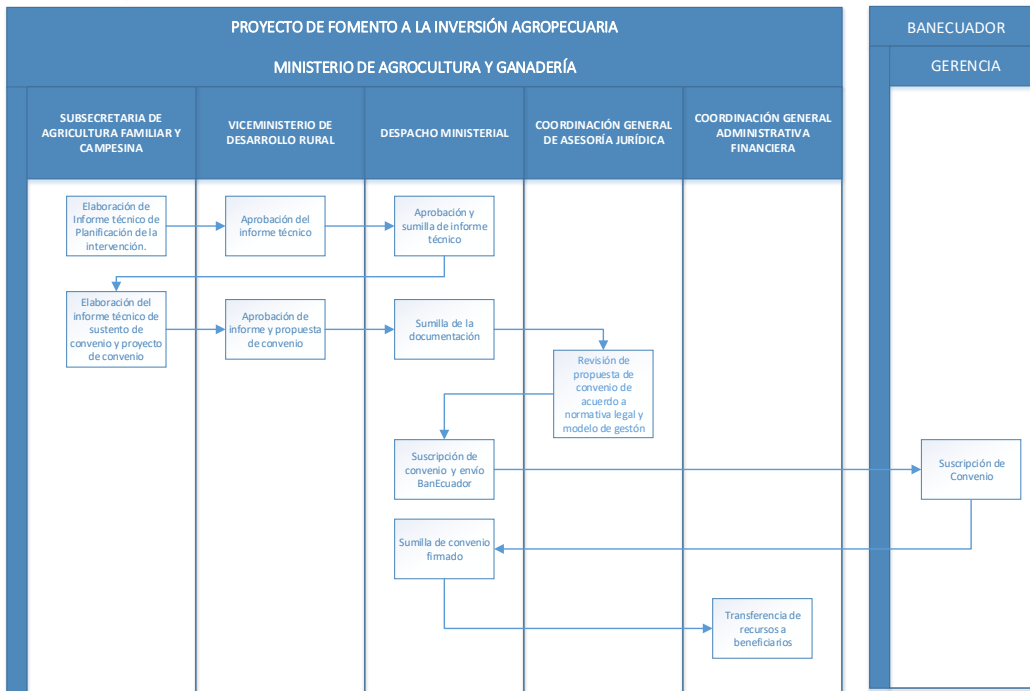 PROYECTO DE FOMENTO A LA INVERSIÓN AGROPECUARIA
MINISTERIO DE AGROCULTURA Y GANADERÍA
BANECUADOR
GERENCIA
SUBSECRETARIA DE
AGRICULTURA FAMILIAR Y
CAMPESINA
VICEMINISTERIO DE
DESARROLLO RURAL
DESPACHO MINISTERIAL
COORDINACIÓN GENERAL
DE ASESORÍA JURÍDICA
COORDINACIÓN GENERAL
ADMINISTRATIVA
FINANCIERA
Elaboración de
Informe técnico de
Planificación de la
intervención.
Aprobación del
informe técnico
Aprobación y
sumilla de informe
técnico
Elaboración del
informe técnico de
sustento de
convenio y proyecto
de convenio
Aprobación de
informe y propuesta
de convenio
Sumilla de la
documentación
Revisión de
propuesta de
convenio de
acuerdo a
normativa legal y
modelo de gestión
Suscripción de
convenio y envío
BanEcuador
Suscripción de
Convenio
Sumilla de convenio
firmado
Transferencia de
recursos a
beneficiarios